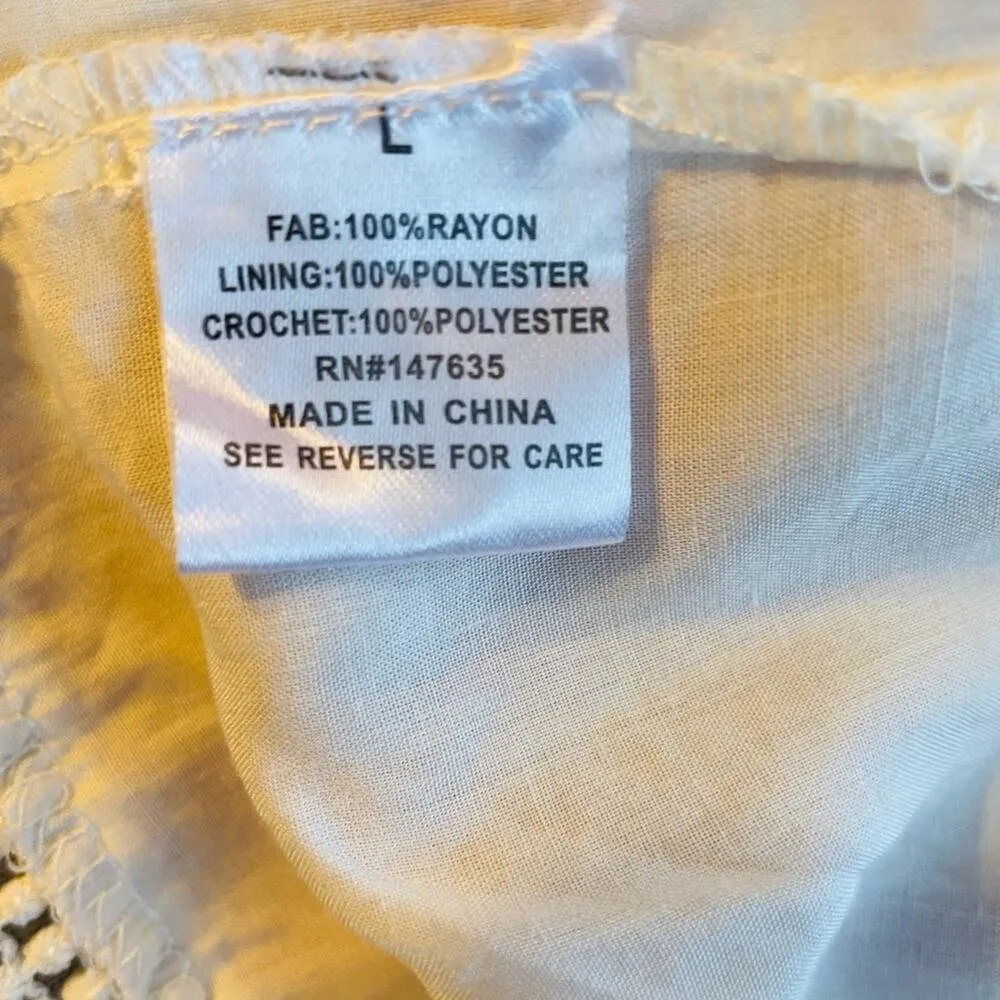 L
FAB:100%RAYON
LINING:100%POLYESTER
CROCHET:100%POLYESTER
RN#147635
MADE IN CHINA
SEE REVERSE FOR CARE